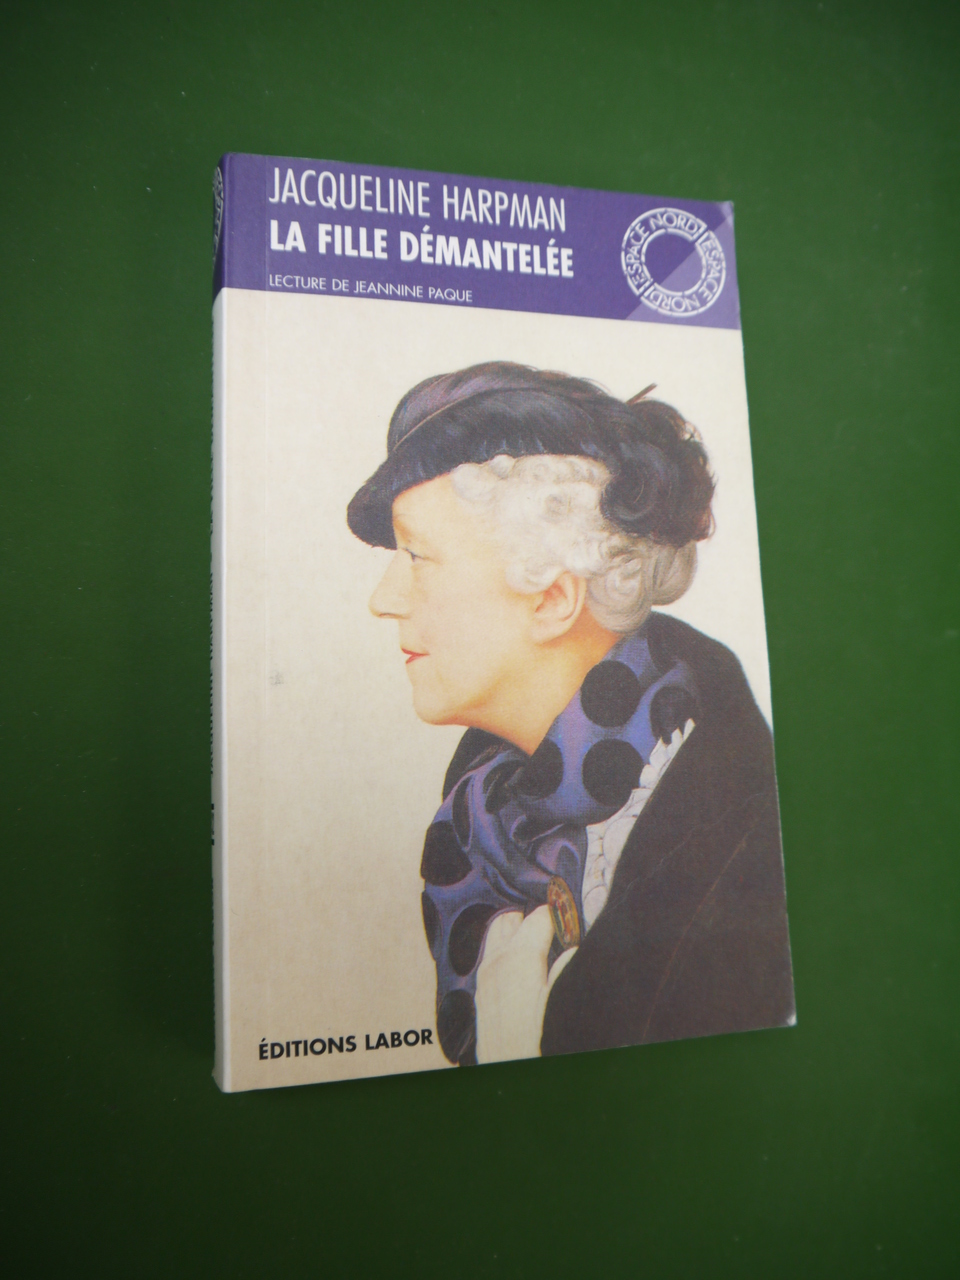 JACQUELINE HARPMAN
LA FILLE DÉMANTELÉE
LECTURE DE JEANNINE PAQUE
ESPACE NORD
ESPACE NORD
ÉDITIONS LABOR